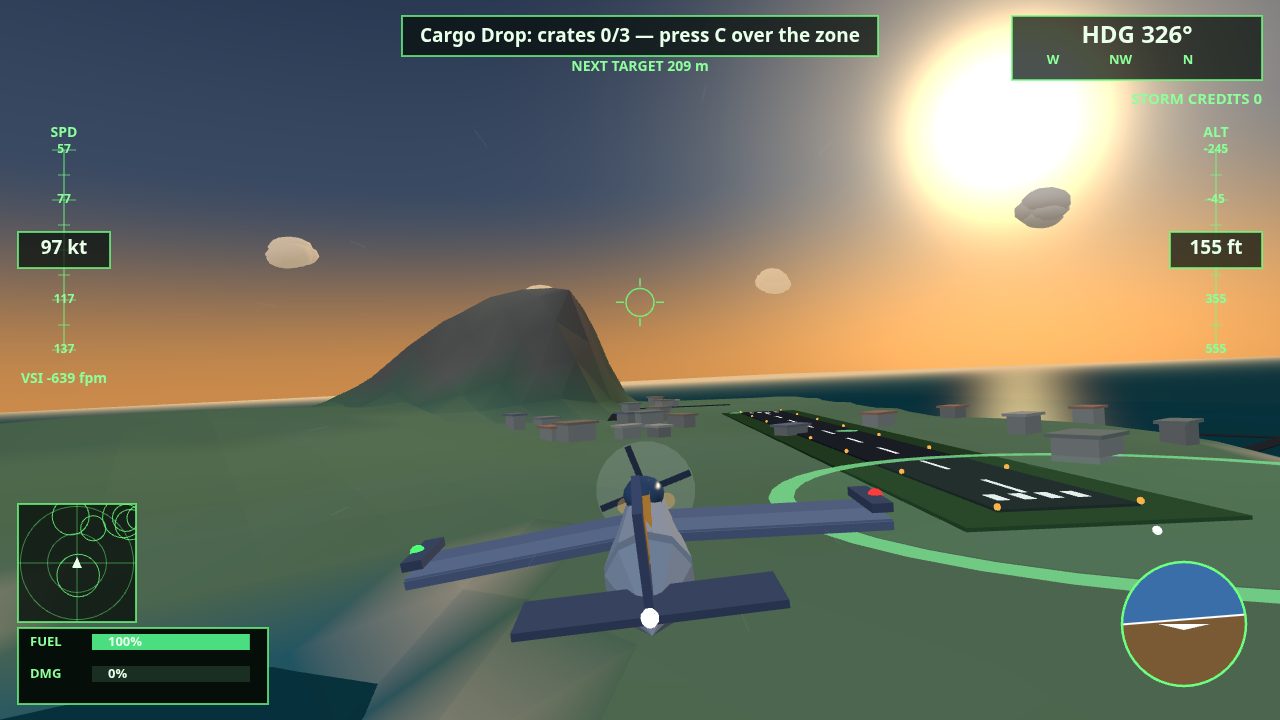 Cargo Drop: crates 0/3 — press C over the zone
NEXT TARGET 209 m
HDG 326°
W NW N
STORM CREDITS 0
SPD
57
77
97 kt
117
137
VSI -639 fpm
ALT
-245
-45
155 ft
355
555
FUEL 100%
DMG 0%